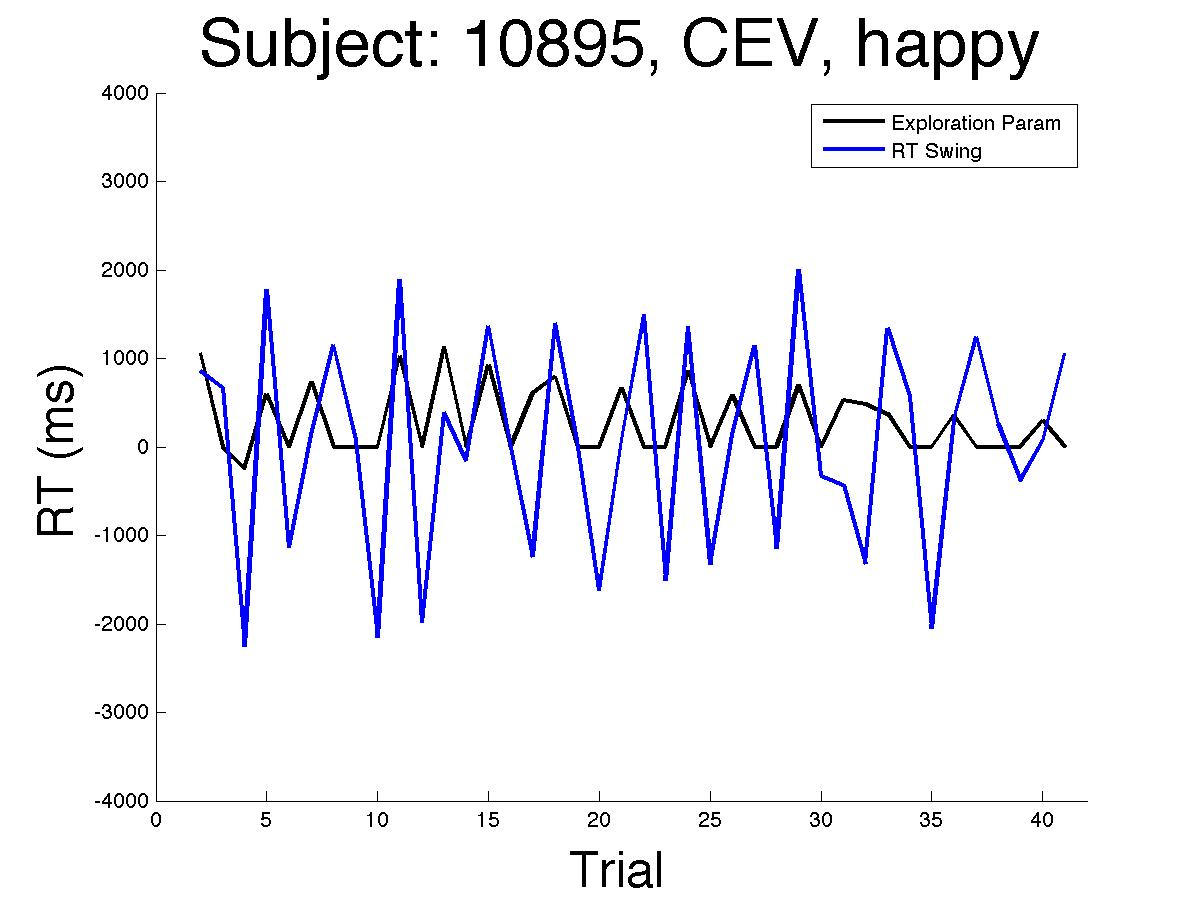 Subject: 10895, CEV, happy
4000
3000
2000
1000
0
-1000
-2000
-3000
-4000
RT (ms)
Exploration Param
RT Swing
0 5 10 15 20 25 30 35 40
Trial